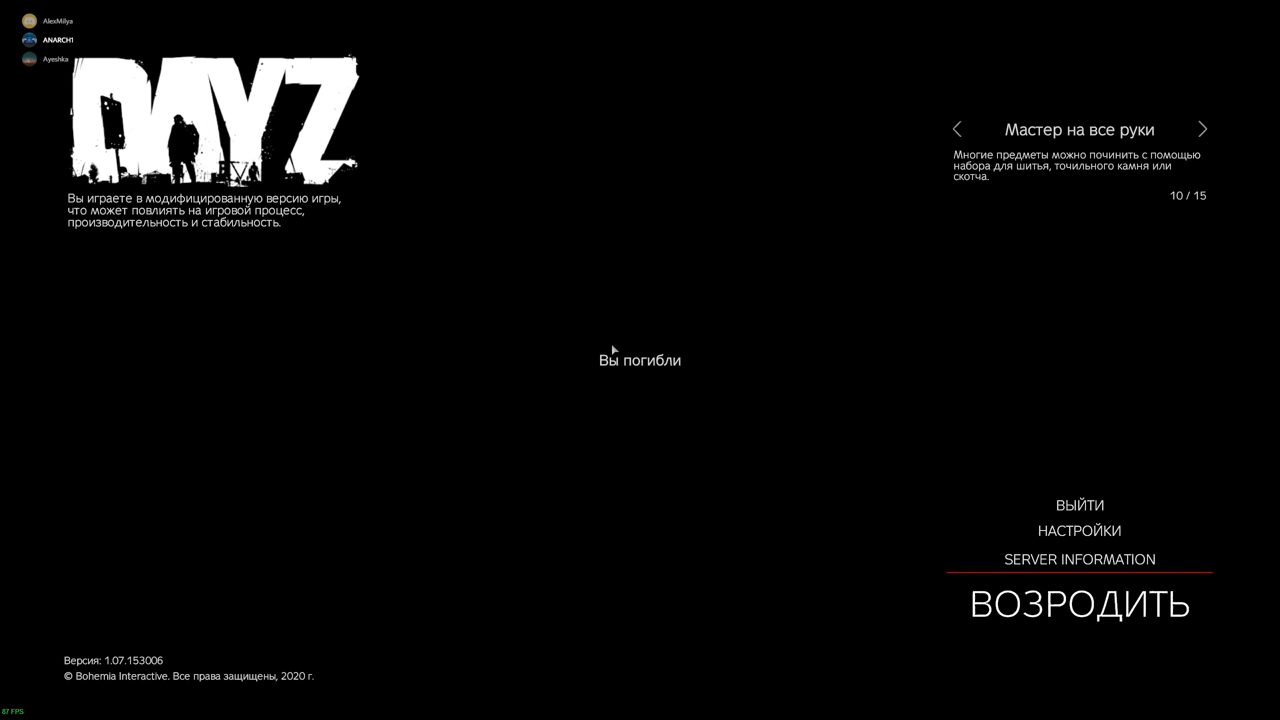 AlexMilya
ANARCH1
Ayeshka
DAYZ
Вы играете в модифицированную версию игры,
что может повлиять на игровой процесс,
производительность и стабильность.
Мастер на все руки
Многие предметы можно починить с помощью
набора для шитья, точильного камня или
скотча.
10 / 15
Вы погибли
ВЫЙТИ
НАСТРОЙКИ
SERVER INFORMATION
ВОЗРОДИТЬ
Версия: 1.07.153006
© Bohemia Interactive. Все права защищены, 2020 г.
87 FPS